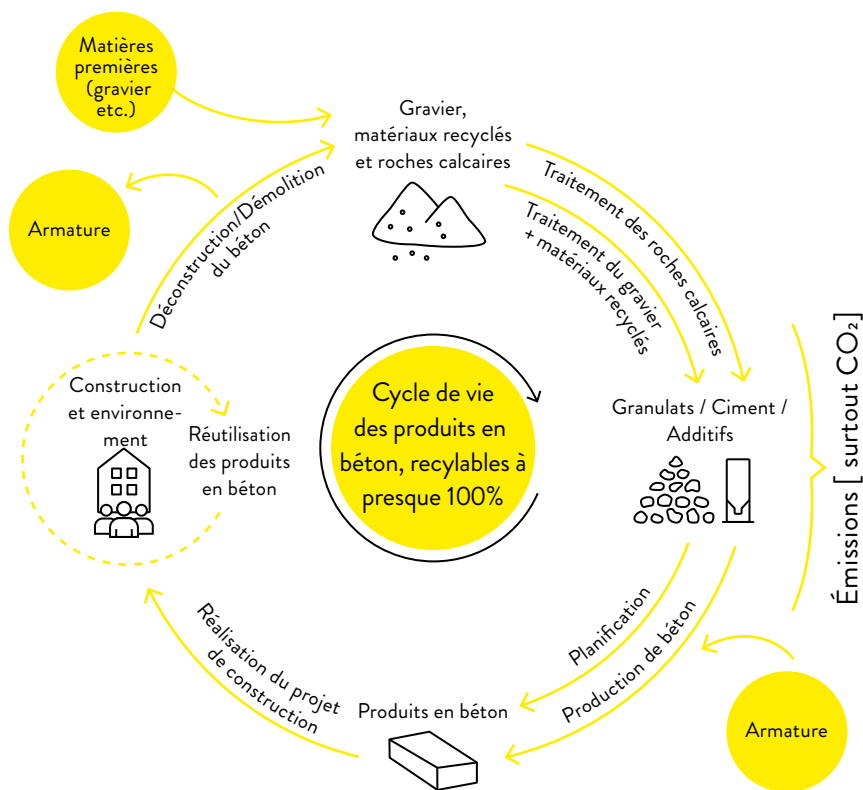 Matières
premières
(gravier
etc.)
Gravier,
matériaux recyclés
et roches calcaires
Armature
Déconstruction/Démolition
du béton
Traitement des roches calcaires
Traitement du gravier
+ matériaux recyclés
Construction
et environne-
ment
Réutilisation
des produits
en béton
Cycle de vie
des produits en
béton, recylables à
presque 100%
Granulats / Ciment /
Additifs
Émissions [ surtout CO₂]
Planification
Production de béton
Réalisation du projet
de construction
Produits en béton
Armature